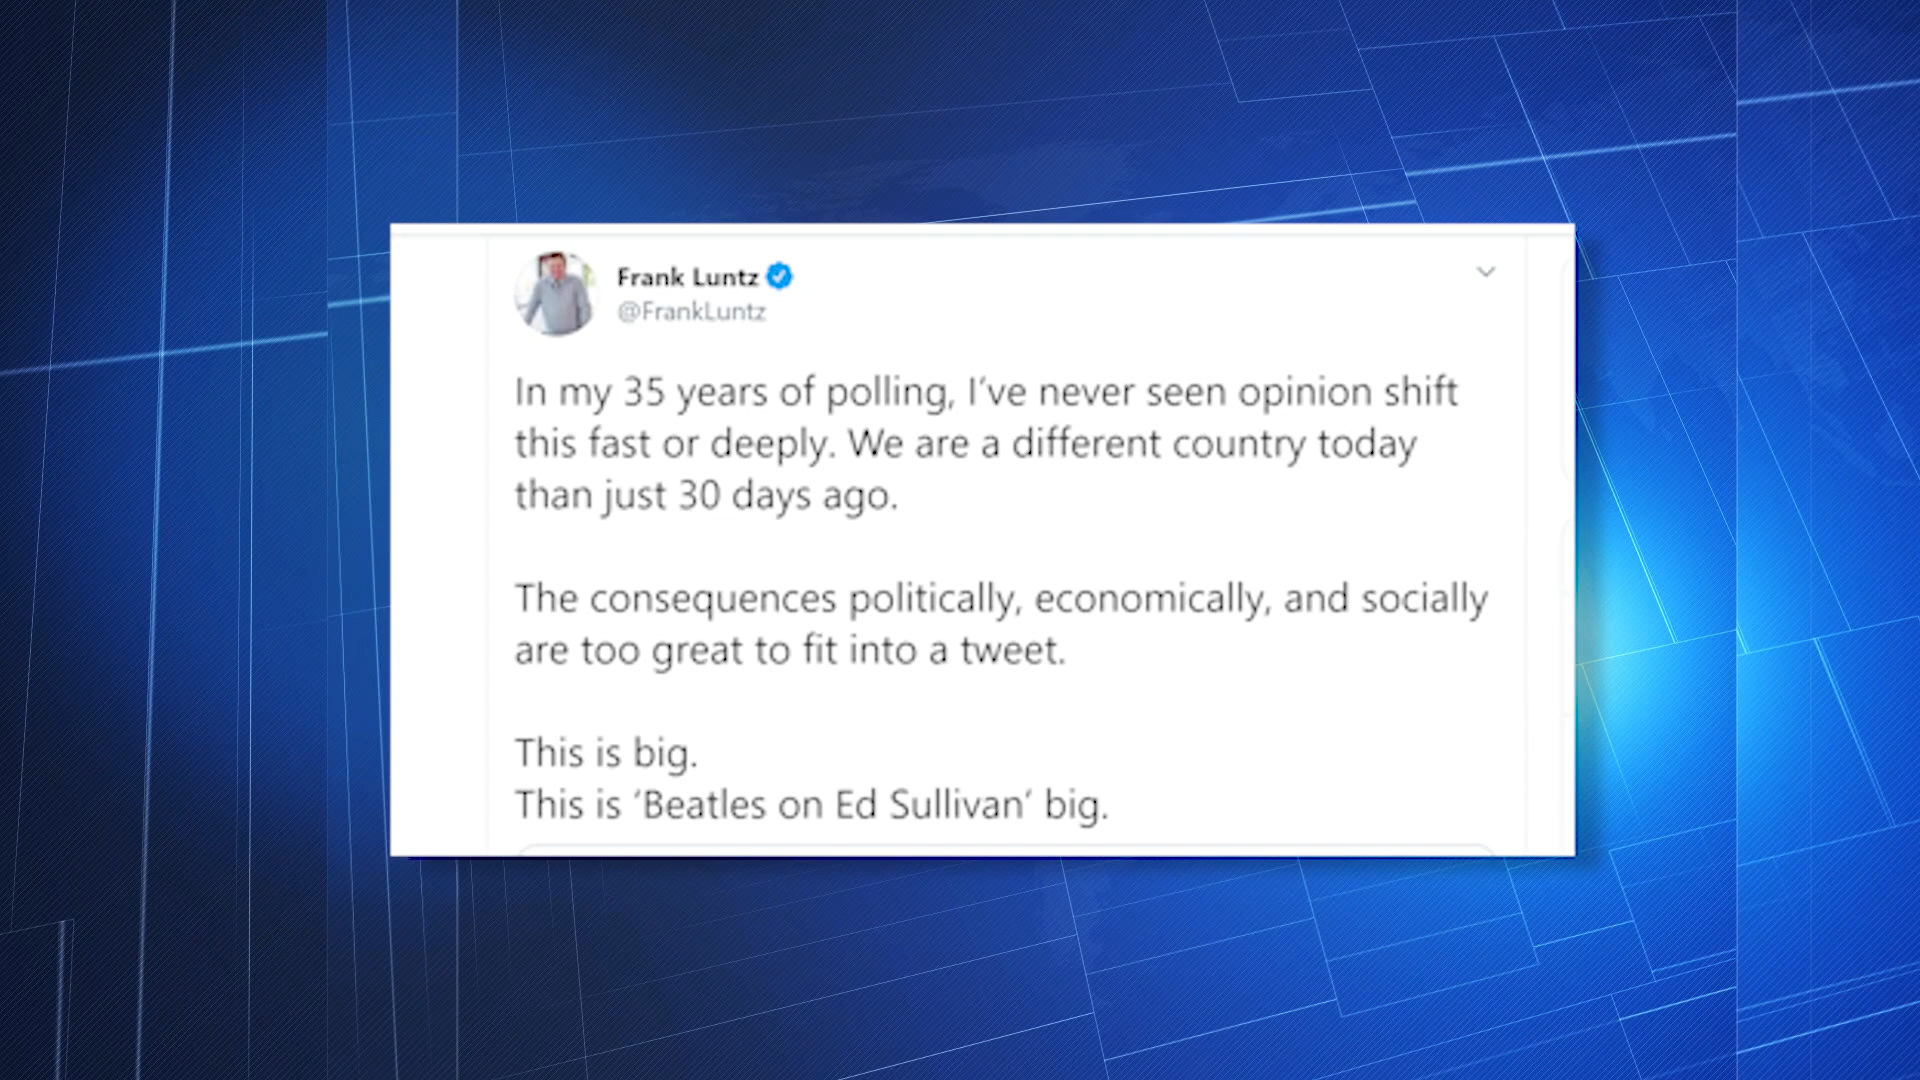 Frank Luntz
@FrankLuntz
In my 35 years of polling, I've never seen opinion shift
this fast or deeply. We are a different country today
than just 30 days ago.
The consequences politically, economically, and socially
are too great to fit into a tweet.
This is big.
This is ‘Beatles on Ed Sullivan’ big.